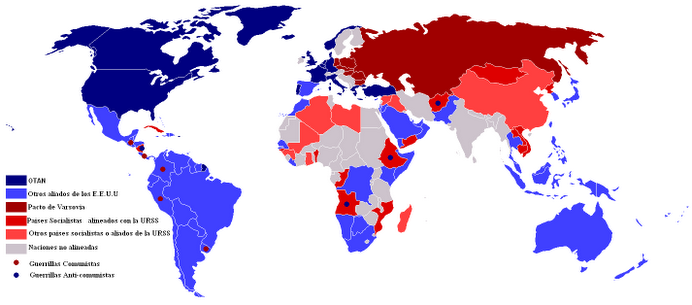 OTAN
Otros aliados de los E.E.U.U
Pacto de Varsovia
Países Socialistas alineados con la URSS
Otros países socialistas o aliados de la URSS
Naciones no alineadas
Guerrillas Comunistas
Guerrillas Anti-comunistas